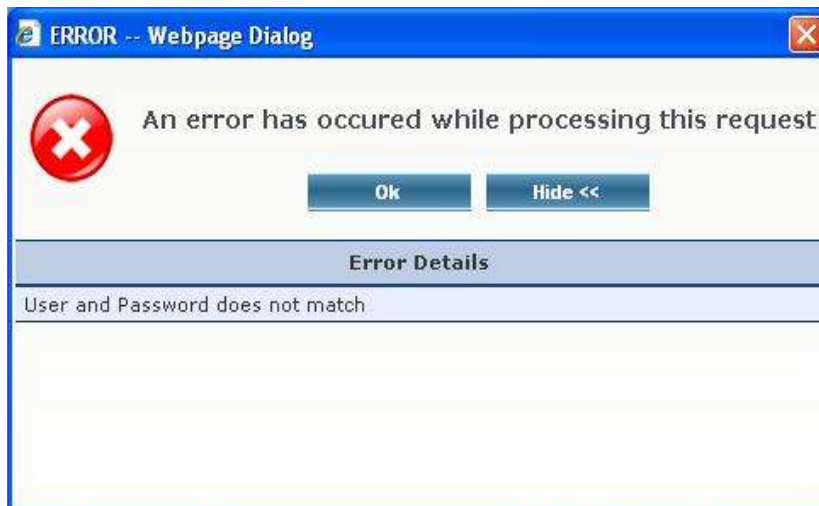 ERROR -- Webpage Dialog
An error has occured while processing this request
Ok Hide <<
Error Details
User and Password does not match